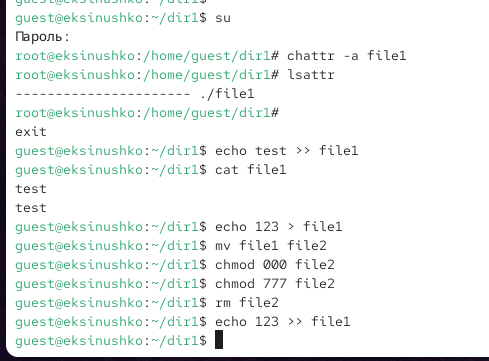 guest@eksinushko:~/dir1$
guest@eksinushko:~/dir1$ su
Пароль:
root@eksinushko:/home/guest/dir1# chattr -a file1
root@eksinushko:/home/guest/dir1# lsattr
---------------------- ./file1
root@eksinushko:/home/guest/dir1#
exit
guest@eksinushko:~/dir1$ echo test >> file1
guest@eksinushko:~/dir1$ cat file1
test
test
guest@eksinushko:~/dir1$ echo 123 > file1
guest@eksinushko:~/dir1$ mv file1 file2
guest@eksinushko:~/dir1$ chmod 000 file2
guest@eksinushko:~/dir1$ chmod 777 file2
guest@eksinushko:~/dir1$ rm file2
guest@eksinushko:~/dir1$ echo 123 >> file1
guest@eksinushko:~/dir1$